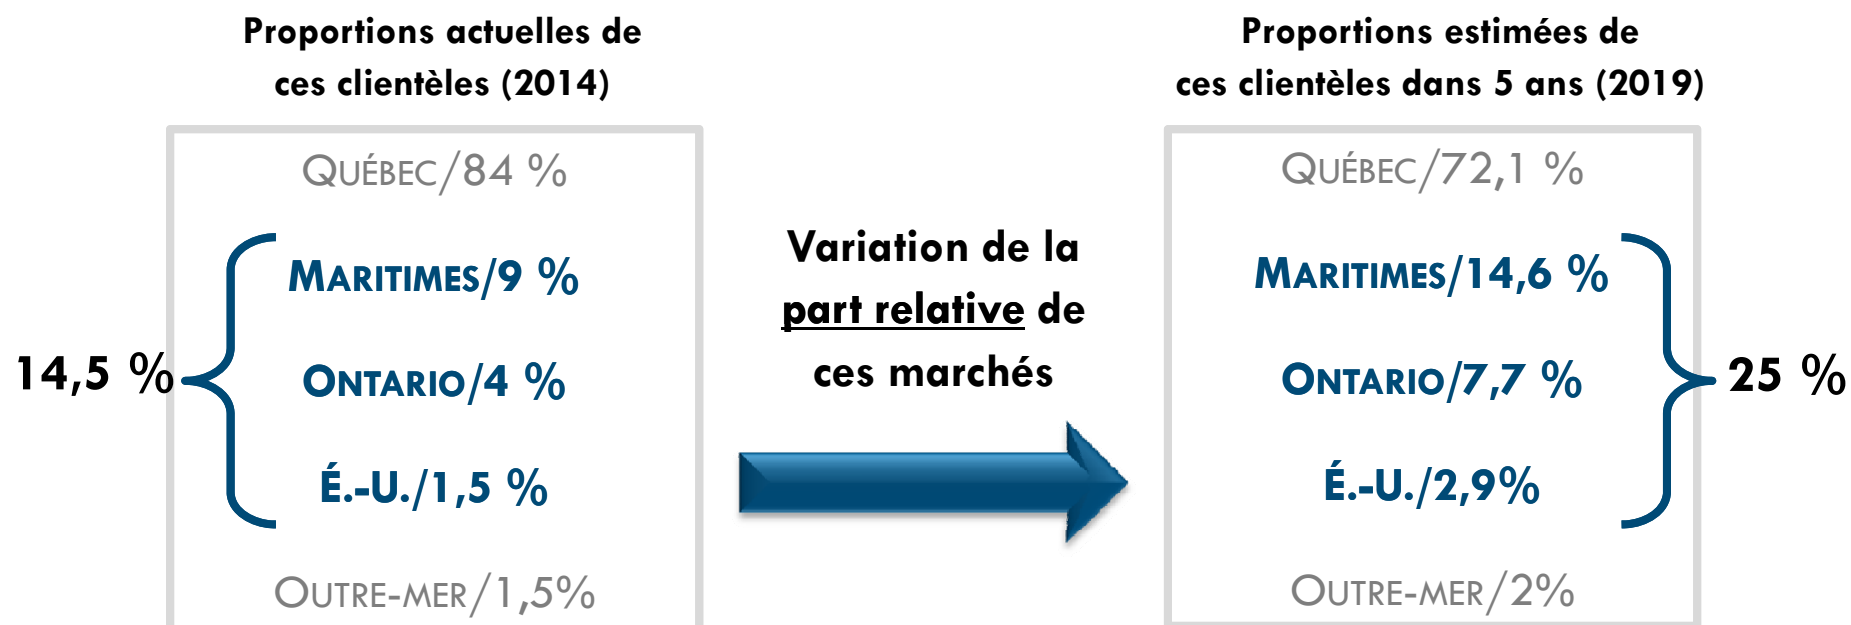 Proportions actuelles de
ces clientèles (2014)
QUÉBEC/84 %
MARITIMES/9 %
14,5 %
ONTARIO/4 %
É.-U./1,5 %
OUTRE-MER/1,5%
Variation de la
part relative de
ces marchés
Proportions estimées de
ces clientèles dans 5 ans (2019)
QUÉBEC/72,1 %
MARITIMES/14,6 %
ONTARIO/7,7 %
25 %
É.-U./2,9%
OUTRE-MER/2%